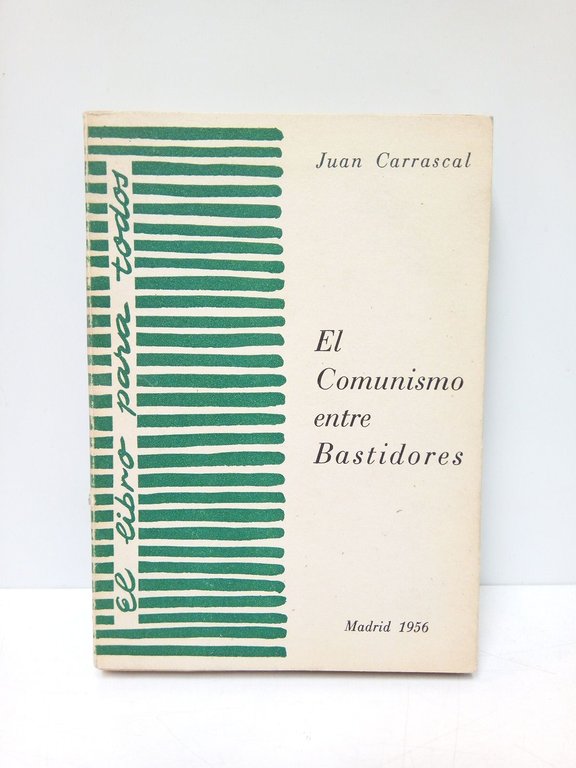 el libro para todos
Juan Carrascal
El
Comunismo
entre
Bastidores
Madrid 1956